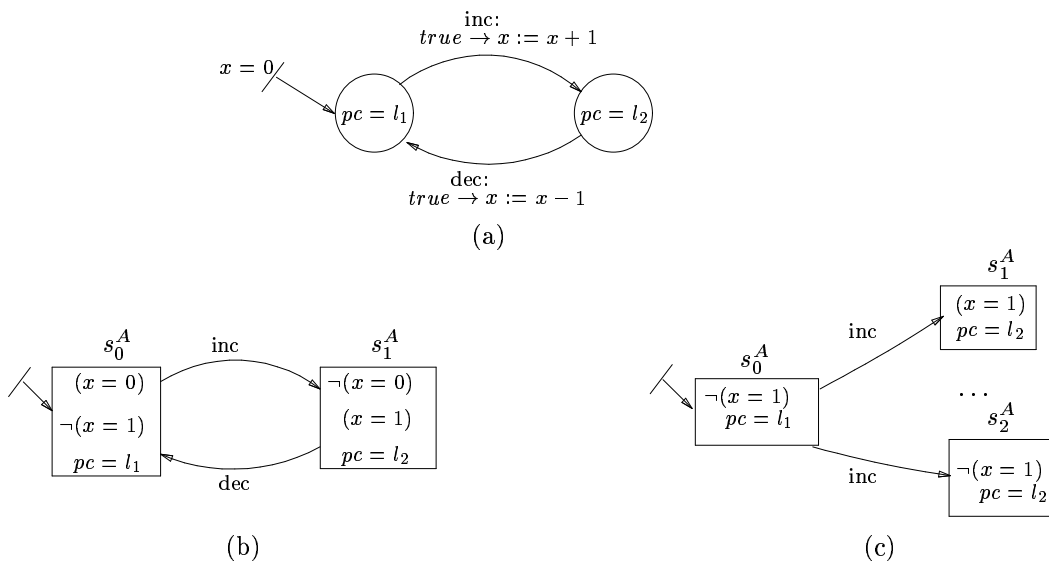 inc:
true → x := x + 1
x = 0
pc = l₁
pc = l₂
dec:
true → x := x − 1
(a)
s₀ᴬ
inc
s₁ᴬ
(x = 0)
¬(x = 1)
pc = l₁
¬(x = 0)
(x = 1)
pc = l₂
dec
(b)
s₁ᴬ
(x = 1)
pc = l₂
inc
s₀ᴬ
¬(x = 1)
pc = l₁
...
s₂ᴬ
inc
¬(x = 1)
pc = l₂
(c)